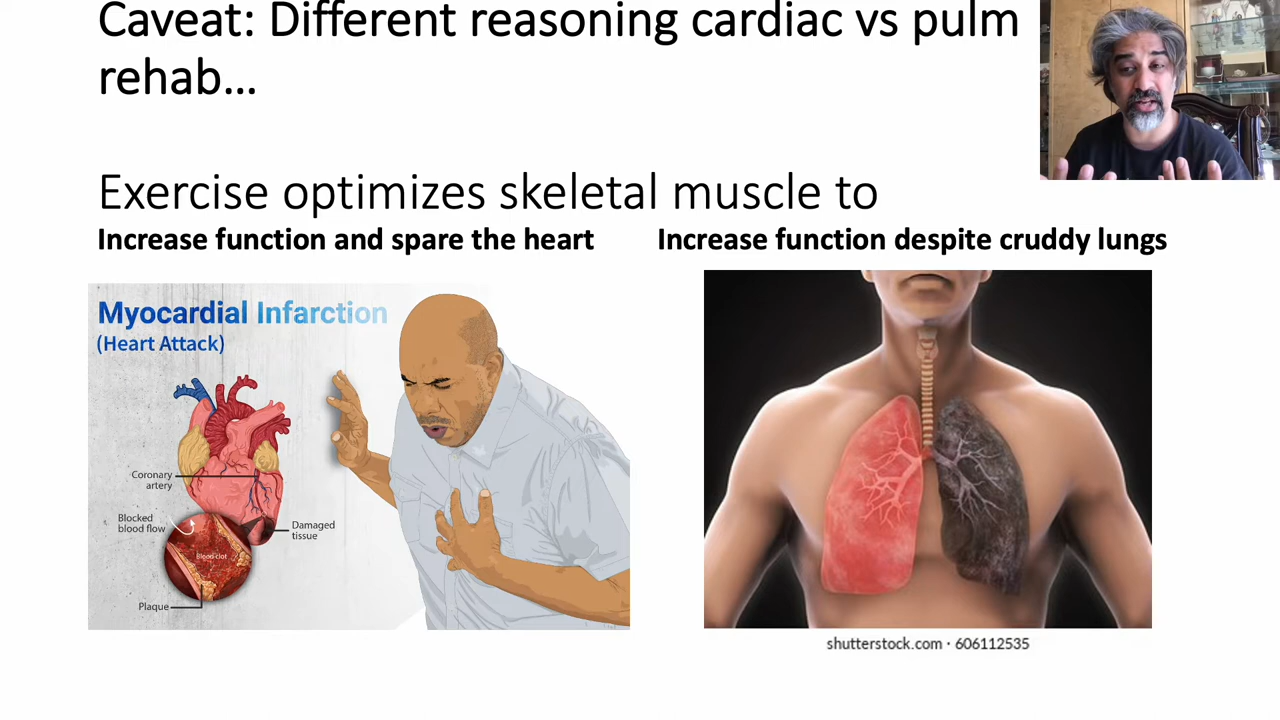 Caveat: Different reasoning cardiac vs pulm
rehab...
Exercise optimizes skeletal muscle to
Increase function and spare the heart
Increase function despite cruddy lungs
Myocardial Infarction
(Heart Attack)
Coronary
artery
Blocked
blood flow
Blood clot
Damaged
tissue
Plaque
shutterstock.com · 606112535